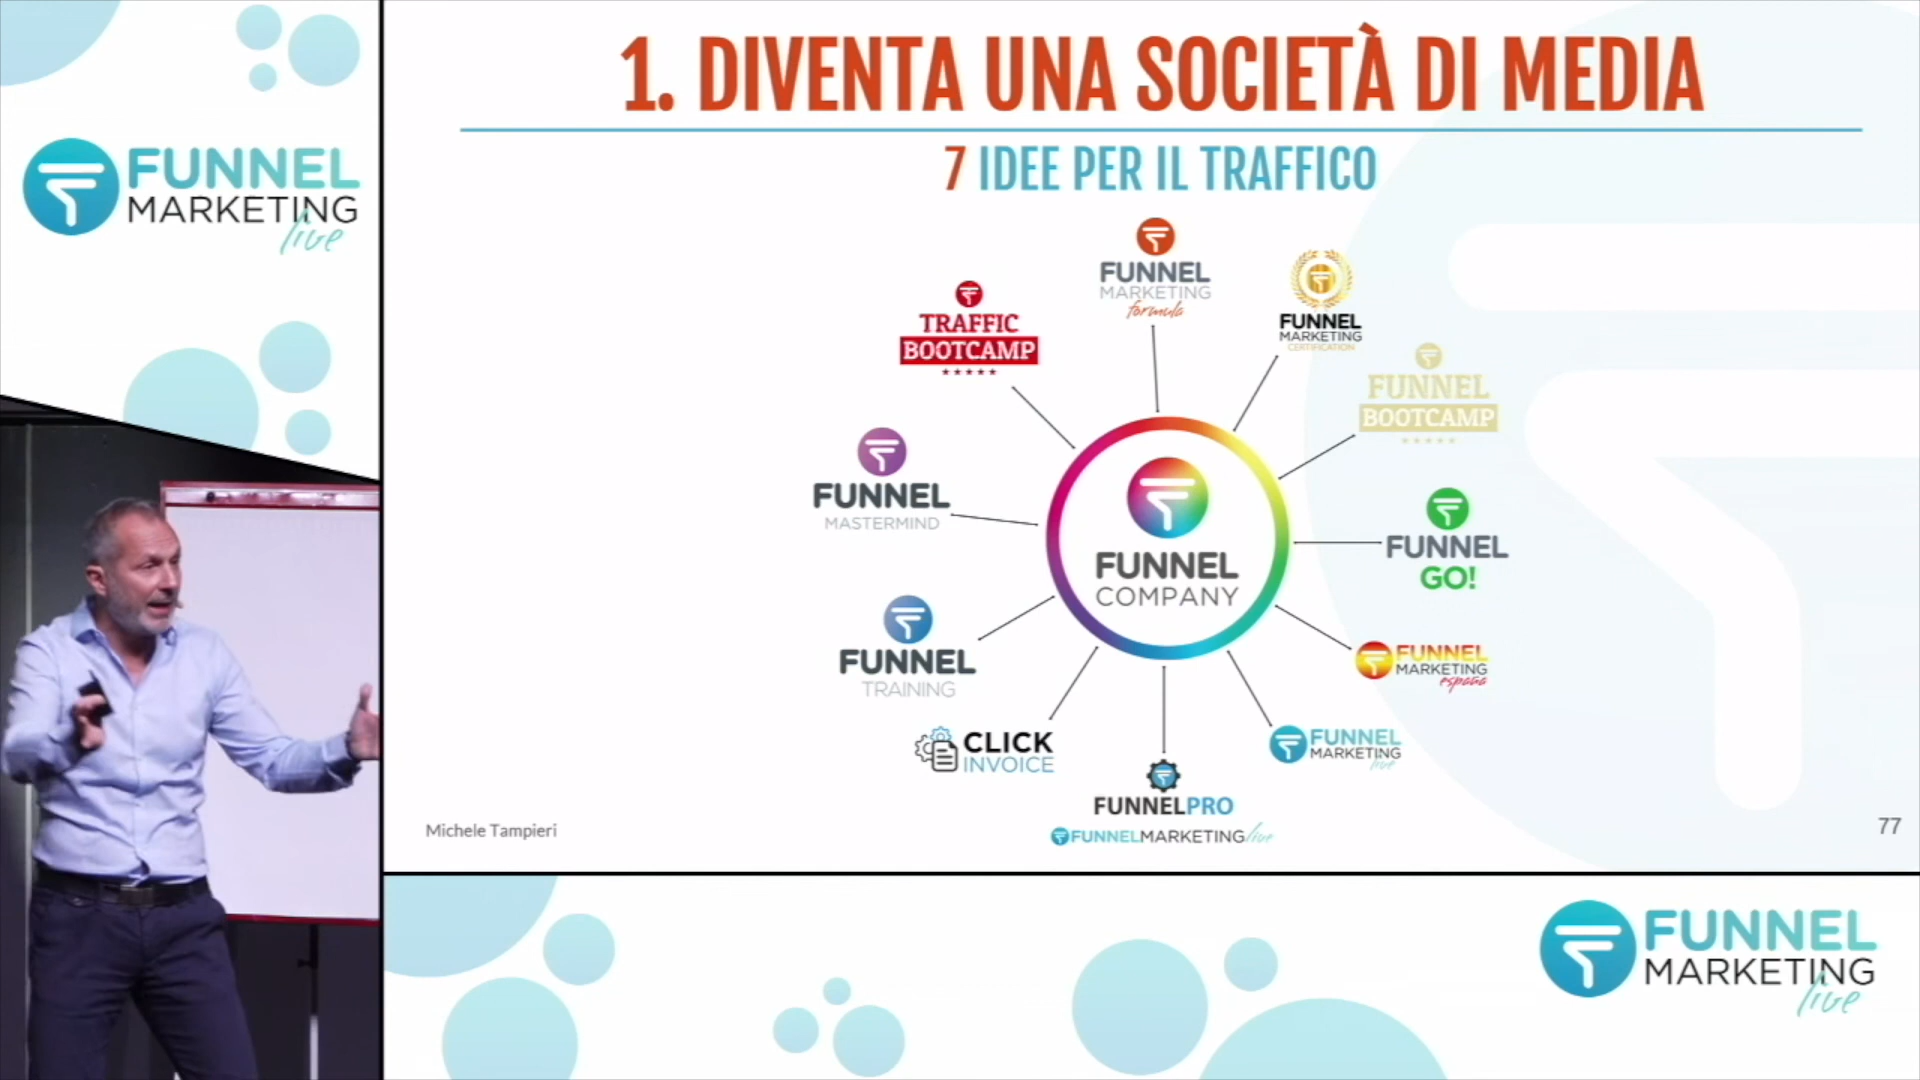 FUNNEL
MARKETING
live
1. DIVENTA UNA SOCIETÀ DI MEDIA
7 IDEE PER IL TRAFFICO
FUNNEL
MARKETING
formula
FUNNEL
MARKETING
CERTIFICATION
TRAFFIC
BOOTCAMP
FUNNEL
BOOTCAMP
FUNNEL
MASTERMIND
FUNNEL
COMPANY
FUNNEL
GO!
FUNNEL
TRAINING
FUNNEL
MARKETING
españa
CLICK
INVOICE
FUNNEL
MARKETING
live
FUNNELPRO
FUNNELMARKETING live
Michele Tampieri
77
FUNNEL
MARKETING
live